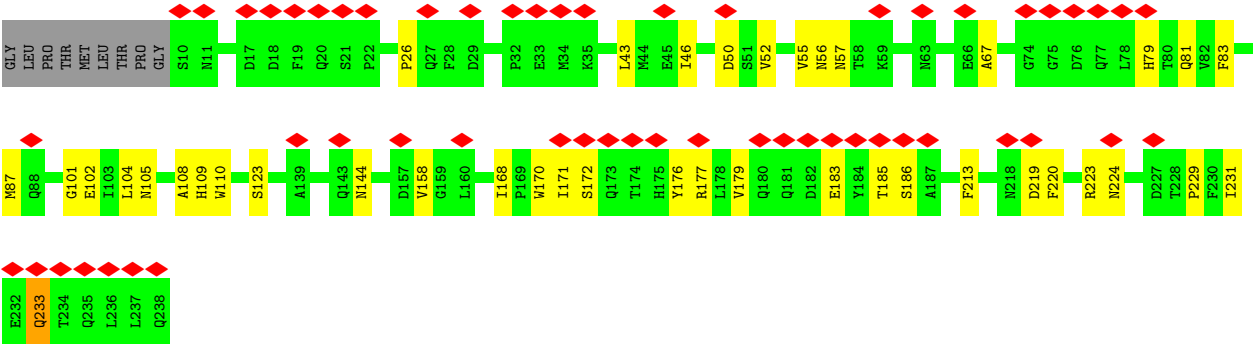 GLY LEU PRO THR MET LEU THR PRO GLY S10 N11 D17 D18 F19 Q20 S21 P22 P26 Q27 F28 D29 P32 E33 M34 K35 L43 M44 E45 I46 D50 S51 V52 V55 N56 N57 T58 K59 N63 E66 A67 G74 G75 D76 Q77 L78 H79 T80 Q81 V82 F83
M87 Q88 G101 E102 I103 L104 N105 A108 H109 W110 S123 A139 Q143 N144 D157 V158 G159 L160 I168 P169 W170 I171 S172 Q173 T174 H175 Y176 R177 L178 V179 Q180 Q181 D182 E183 Y184 T185 S186 A187 F213 N218 D219 F220 R223 N224 D227 T228 P229 F230 I231
E232 Q233 T234 Q235 L236 L237 Q238